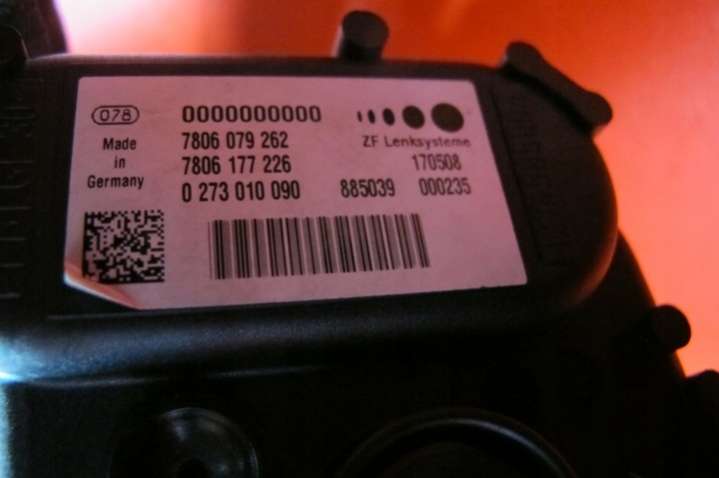 078
0000000000
Made
in
Germany
7806 079 262
7806 177 226
0 273 010 090
ZF Lenksysteme
170508
885039 000235